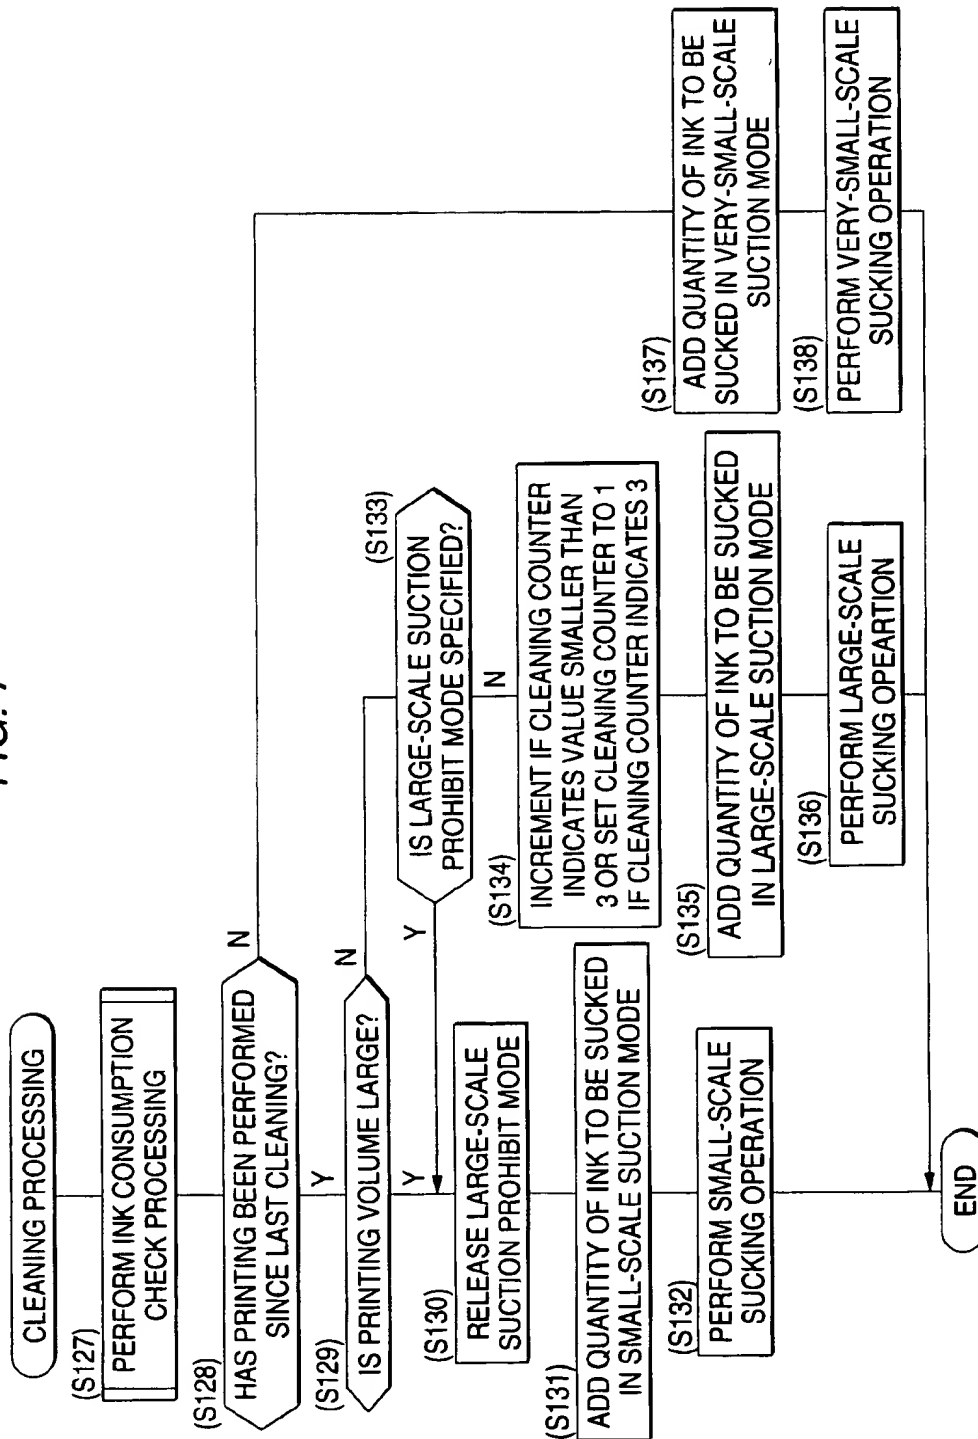 FIG.
CLEANING PROCESSING
(S127)
PERFORM INK CONSUMPTION
CHECK PROCESSING
(S128)
HAS PRINTING BEEN PERFORMED
SINCE LAST CLEANING?
N
Y
(S129)
IS PRINTING VOLUME LARGE?
N
Y
(S133)
IS LARGE-SCALE SUCTION
PROHIBIT MODE SPECIFIED?
Y
N
(S130)
RELEASE LARGE-SCALE
SUCTION PROHIBIT MODE
(S134)
INCREMENT IF CLEANING COUNTER
INDICATES VALUE SMALLER THAN
3 OR SET CLEANING COUNTER TO 1
IF CLEANING COUNTER INDICATES 3
(S131)
ADD QUANTITY OF INK TO BE SUCKED
IN SMALL-SCALE SUCTION MODE
(S135)
ADD QUANTITY OF INK TO BE SUCKED
IN LARGE-SCALE SUCTION MODE
(S137)
ADD QUANTITY OF INK TO BE
SUCKED IN VERY-SMALL-SCALE
SUCTION MODE
(S132)
PERFORM SMALL-SCALE
SUCKING OPERATION
(S136)
PERFORM LARGE-SCALE
SUCKING OPEARTION
(S138)
PERFORM VERY-SMALL-SCALE
SUCKING OPERATION
END